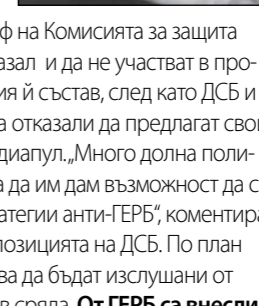 ф на Комисията за защита
азал и да не участват в про-
ия й състав, след като ДСБ и
а отказали да предлагат свои
диапул. „Много долна поли-
а да им дам възможност да с
атегии анти-ГЕРБ“, коментира
позицията на ДСБ. По план
ва да бъдат изслушани от
в сряда. От ГЕРБ са внесли